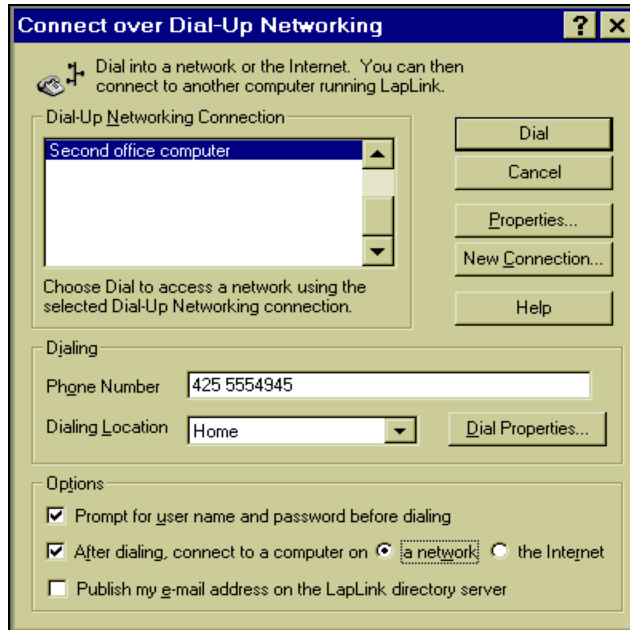 Connect over Dial-Up Networking
Dial into a network or the Internet. You can then
connect to another computer running LapLink.
Dial-Up Networking Connection
Second office computer
Choose Dial to access a network using the
selected Dial-Up Networking connection.
Dial
Cancel
Properties...
New Connection...
Help
Dialing
Phone Number 425 5554945
Dialing Location Home Dial Properties...
Options
Prompt for user name and password before dialing
After dialing, connect to a computer on a network the Internet
Publish my e-mail address on the LapLink directory server